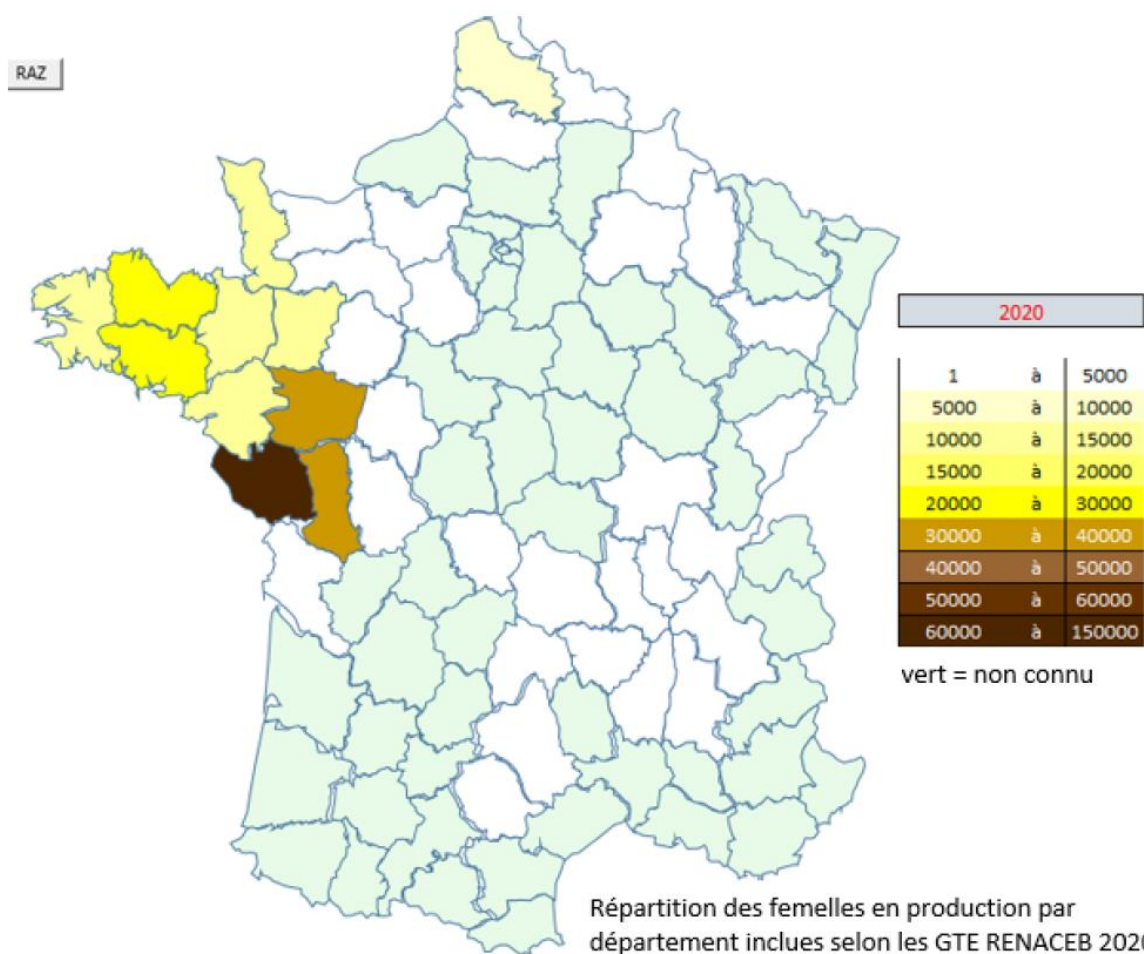 RAZ
2020
1 à 5000
5000 à 10000
10000 à 15000
15000 à 20000
20000 à 30000
30000 à 40000
40000 à 50000
50000 à 60000
60000 à 150000
vert = non connu
Répartition des femelles en production par
département inclues selon les GTE RENACEB 2020